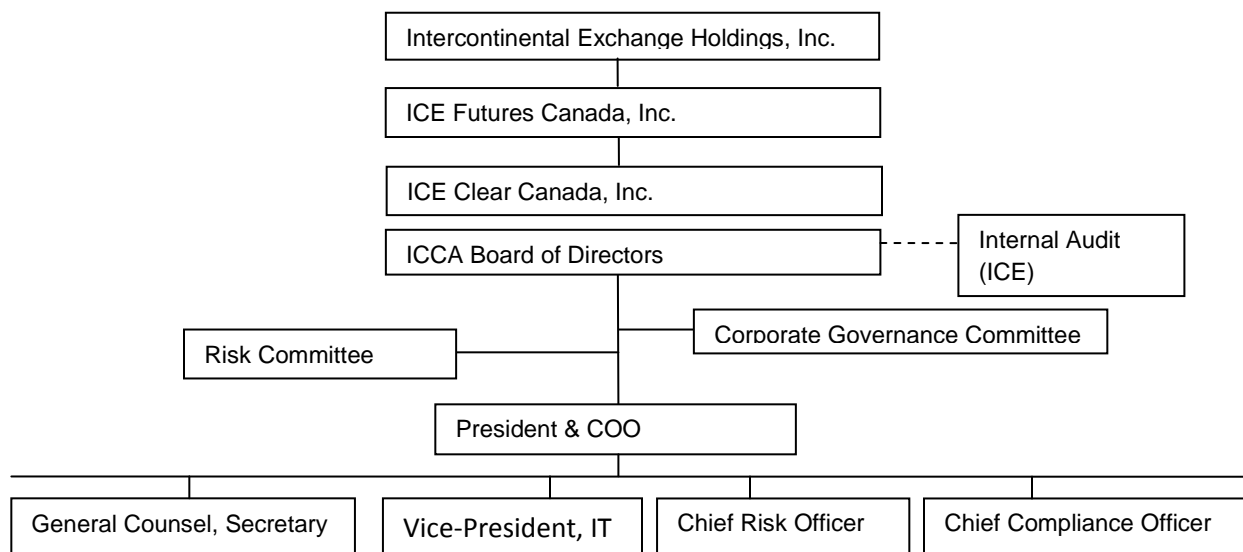 Intercontinental Exchange Holdings, Inc.
ICE Futures Canada, Inc.
ICE Clear Canada, Inc.
ICCA Board of Directors
Internal Audit
(ICE)
Corporate Governance Committee
Risk Committee
President & COO
General Counsel, Secretary
Vice-President, IT
Chief Risk Officer
Chief Compliance Officer